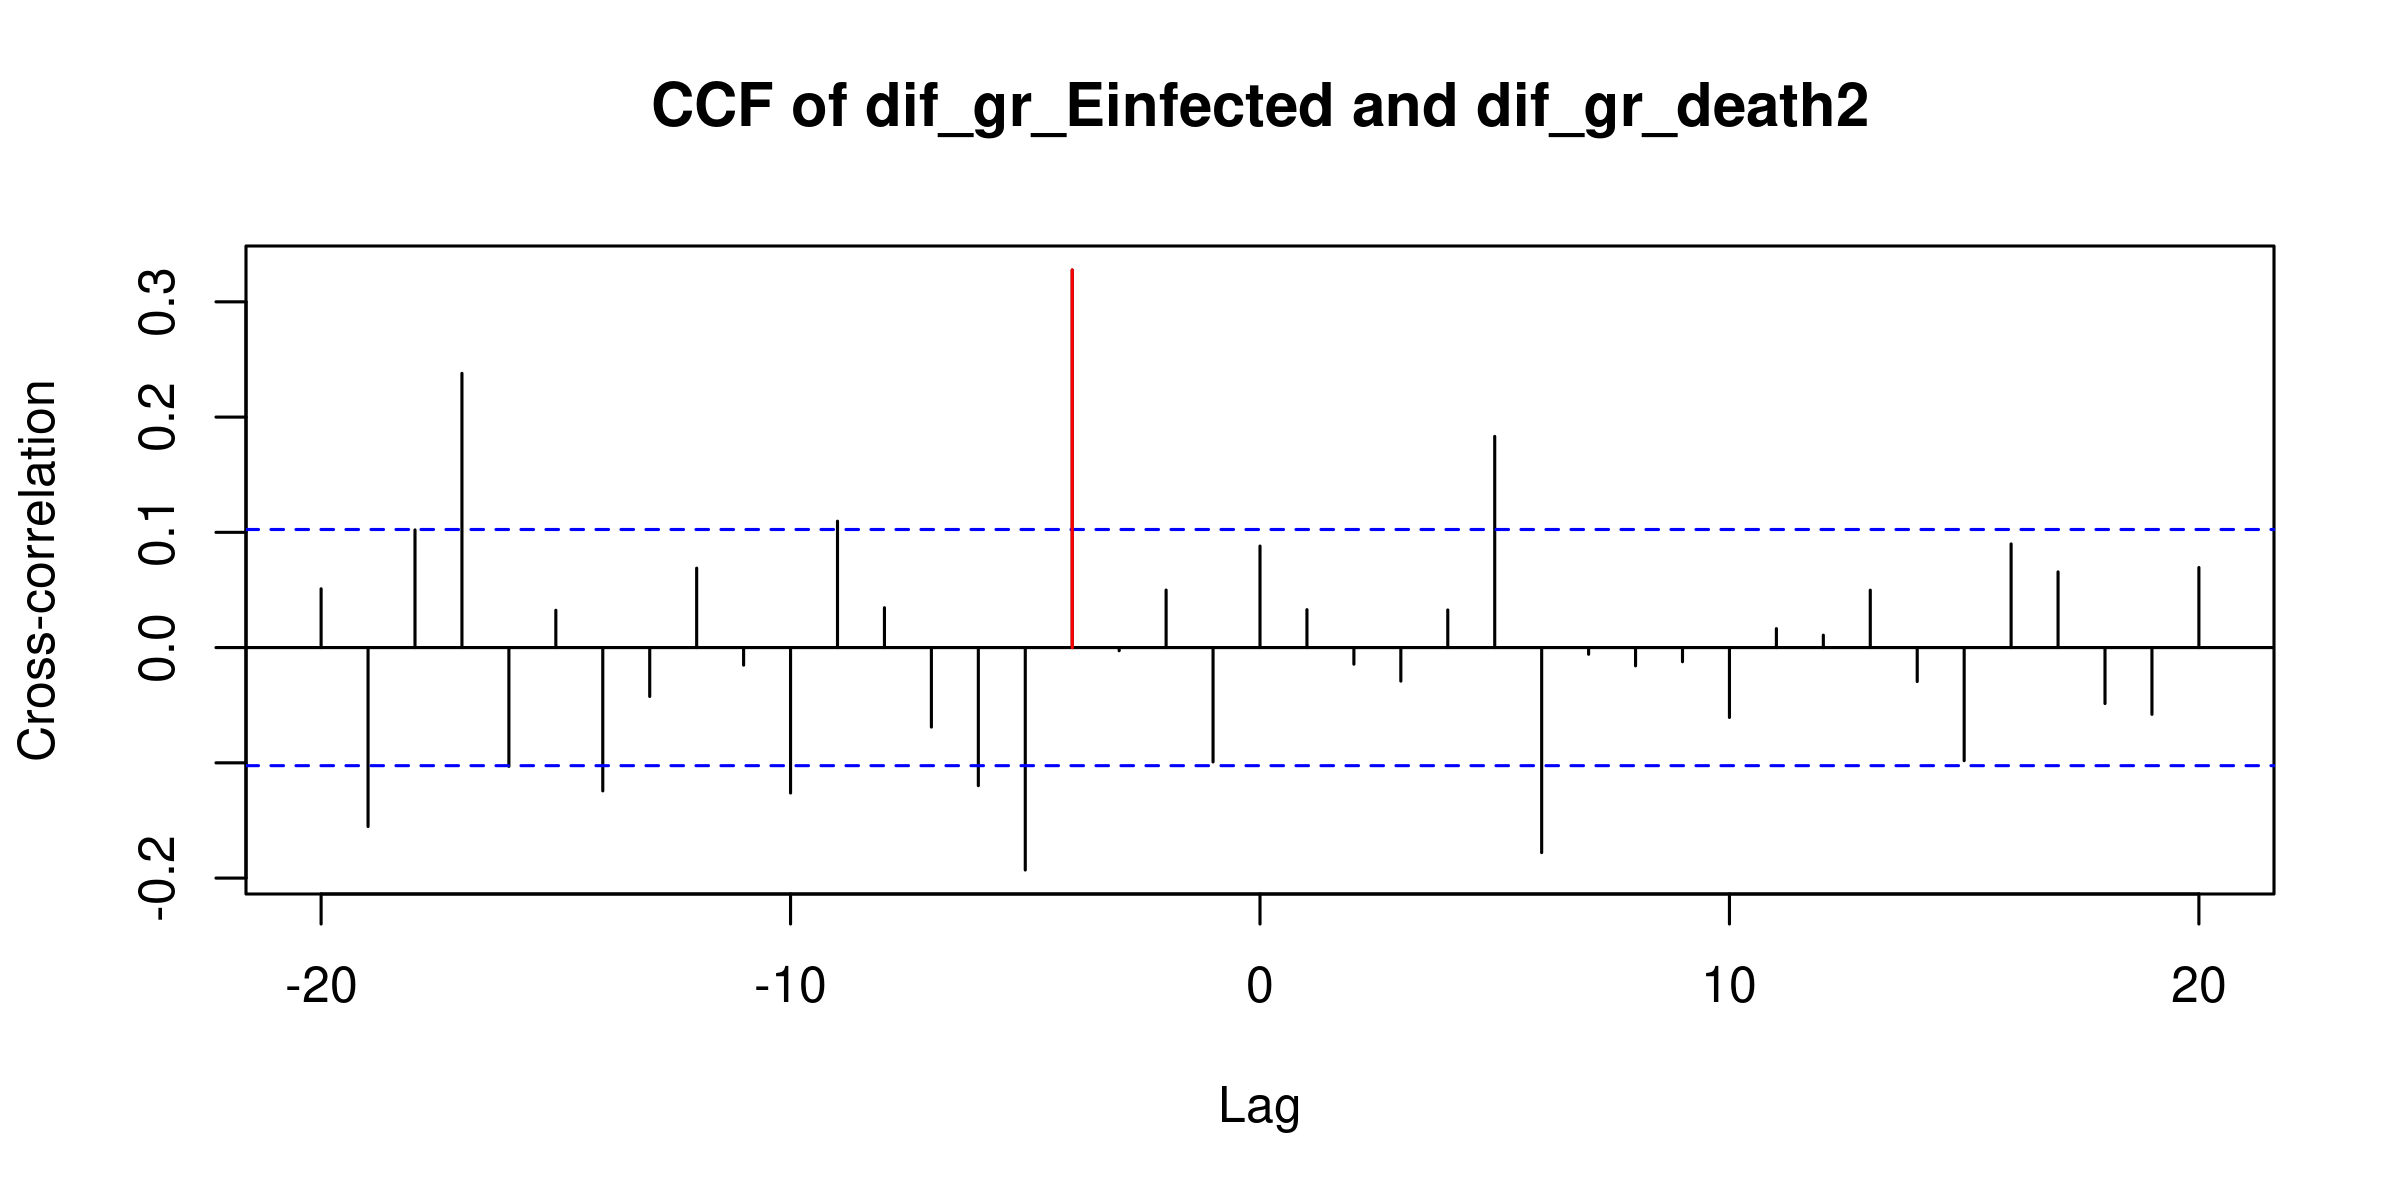 CCF of dif_gr_Einfected and dif_gr_death2
Cross-correlation
0.3
0.2
0.1
0.0
-0.2
-20 -10 0 10 20
Lag